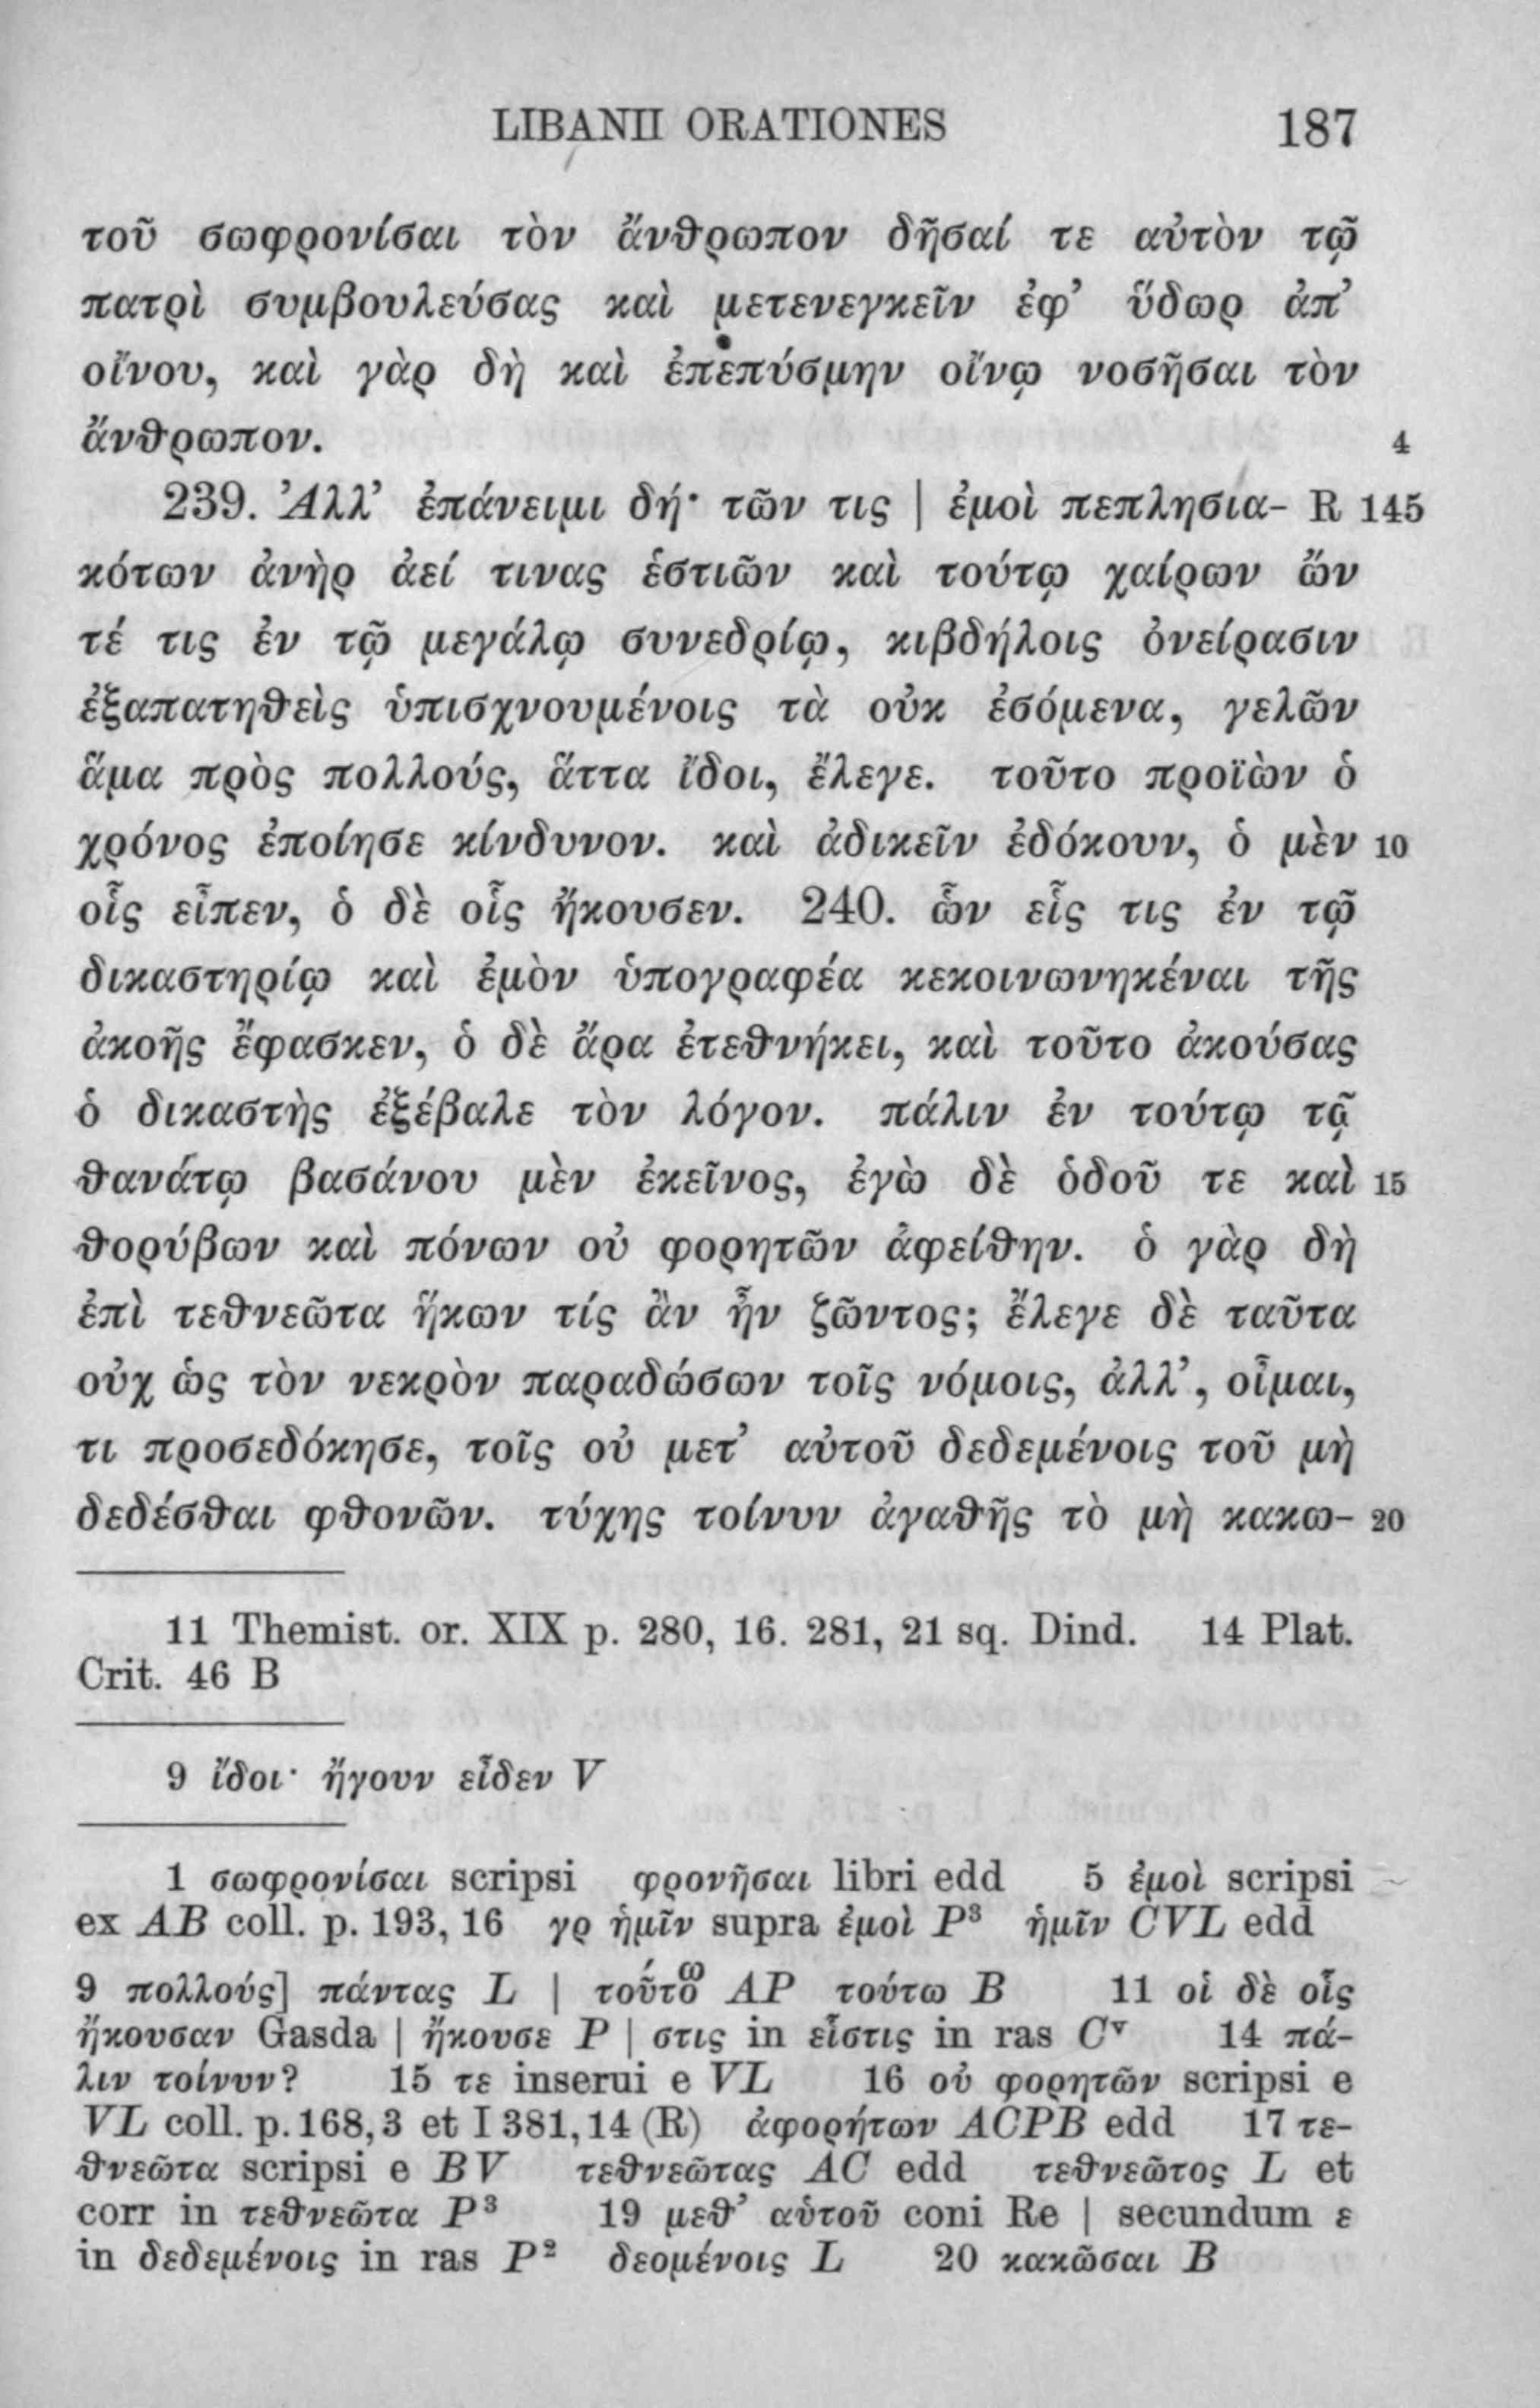 LIBANII ORATIONES 187
τοῦ σωφρονίσαι τὸν ἄνθρωπον δῆσαί τε αὐτὸν τῷ
πατρὶ συμβουλεύσας καὶ μετενεγκεῖν ἐφ’ ὕδωρ ἀπ’
οἴνου, καὶ γὰρ δὴ καὶ ἐπεπύσμην οἴνῳ νοσῆσαι τὸν
ἄνθρωπον. 4
239. Ἀλλ’ ἐπάνειμι δή· τῶν τις | ἐμοὶ πεπλησια- R 145
κότων ἀνὴρ ἀεί τινας ἑστιῶν καὶ τούτῳ χαίρων ὤν
τέ τις ἐν τῷ μεγάλῳ συνεδρίῳ, κιβδήλοις ὀνείρασιν
ἐξαπατηθεὶς ὑπισχνουμένοις τὰ οὐκ ἐσόμενα, γελῶν
ἅμα πρὸς πολλούς, ἅττα ἴδοι, ἔλεγε. τοῦτο προϊὼν ὁ
χρόνος ἐποίησε κίνδυνον. καὶ ἀδικεῖν ἐδόκουν, ὁ μὲν 10
οἷς εἶπεν, ὁ δὲ οἷς ἤκουσεν. 240. ὧν εἷς τις ἐν τῷ
δικαστηρίῳ καὶ ἐμὸν ὑπογραφέα κεκοινωνηκέναι τῆς
ἀκοῆς ἔφασκεν, ὁ δὲ ἄρα ἐτεθνήκει, καὶ τοῦτο ἀκούσας
ὁ δικαστὴς ἐξέβαλε τὸν λόγον. πάλιν ἐν τούτῳ τῷ
θανάτῳ βασάνου μὲν ἐκεῖνος, ἐγὼ δὲ ὁδοῦ τε καὶ 15
θορύβων καὶ πόνων οὐ φορητῶν ἀφείθην. ὁ γὰρ δὴ
ἐπὶ τεθνεῶτα ἥκων τίς ἂν ἦν ζῶντος; ἔλεγε δὲ ταῦτα
οὐχ ὡς τὸν νεκρὸν παραδώσων τοῖς νόμοις, ἀλλ’, οἶμαι,
τι προσεδόκησε, τοῖς οὐ μετ’ αὐτοῦ δεδεμένοις τοῦ μὴ
δεδέσθαι φθονῶν. τύχης τοίνυν ἀγαθῆς τὸ μὴ κακω- 20
11 Themist. or. XIX p. 280, 16. 281, 21 sq. Dind. 14 Plat.
Crit. 46 B
9 ἴδοι· ἤγουν εἶδεν V
1 σωφρονίσαι scripsi φρονῆσαι libri edd 5 ἐμοὶ scripsi
ex AB coll. p. 193, 16 γρ ἡμῖν supra ἐμοὶ P³ ἡμῖν CVL edd
9 πολλούς] πάντας L | τούτῶο AP τούτω B 11 οἱ δὲ οἷς
ἤκουσαν Gasda | ἤκουσε P | στις in εἷστις in ras Cᵛ 14 πά-
λιν τοίνυν? 15 τε inserui e VL 16 οὐ φορητῶν scripsi e
VL coll. p. 168, 3 et I 381, 14 (R) ἀφορήτων ACPB edd 17 τε-
θνεῶτα scripsi e BV τεθνεῶτας AC edd τεθνεῶτος L et
corr in τεθνεῶτα P³ 19 μεθ’ αὑτοῦ coni Re | secundum ε
in δεδεμένοις in ras P² δεομένοις L 20 κακῶσαι B